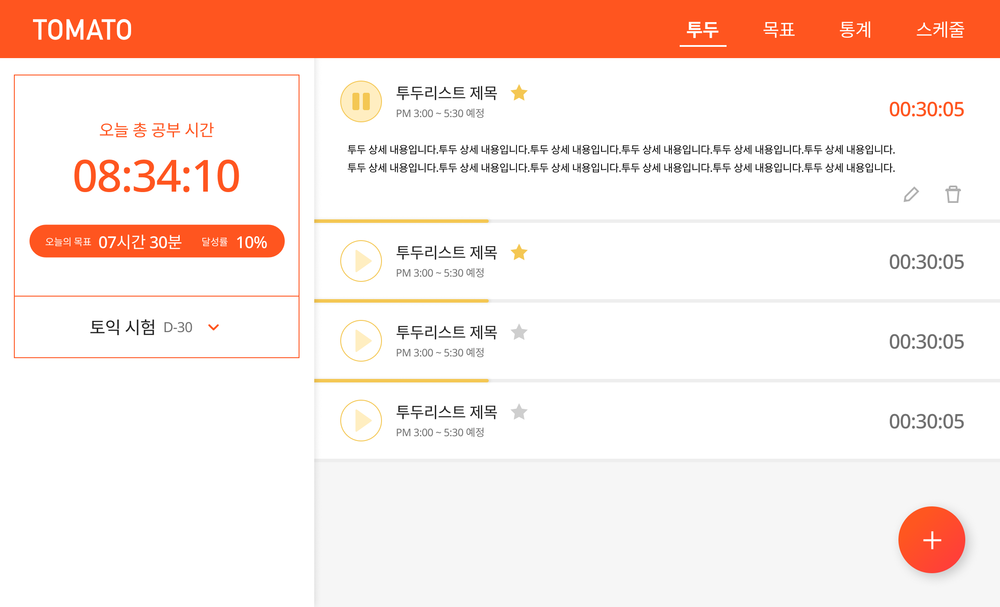 TOMATO
투두 목표 통계 스케줄
오늘 총 공부 시간
08:34:10
오늘의 목표 07시간 30분 달성률 10%
토익 시험 D-30
투두리스트 제목
PM 3:00 ~ 5:30 예정
00:30:05
투두 상세 내용입니다.투두 상세 내용입니다.투두 상세 내용입니다.투두 상세 내용입니다.투두 상세 내용입니다.투두 상세 내용입니다.
투두 상세 내용입니다.투두 상세 내용입니다.투두 상세 내용입니다.투두 상세 내용입니다.투두 상세 내용입니다.투두 상세 내용입니다.
투두리스트 제목
PM 3:00 ~ 5:30 예정
00:30:05
투두리스트 제목
PM 3:00 ~ 5:30 예정
00:30:05
투두리스트 제목
PM 3:00 ~ 5:30 예정
00:30:05